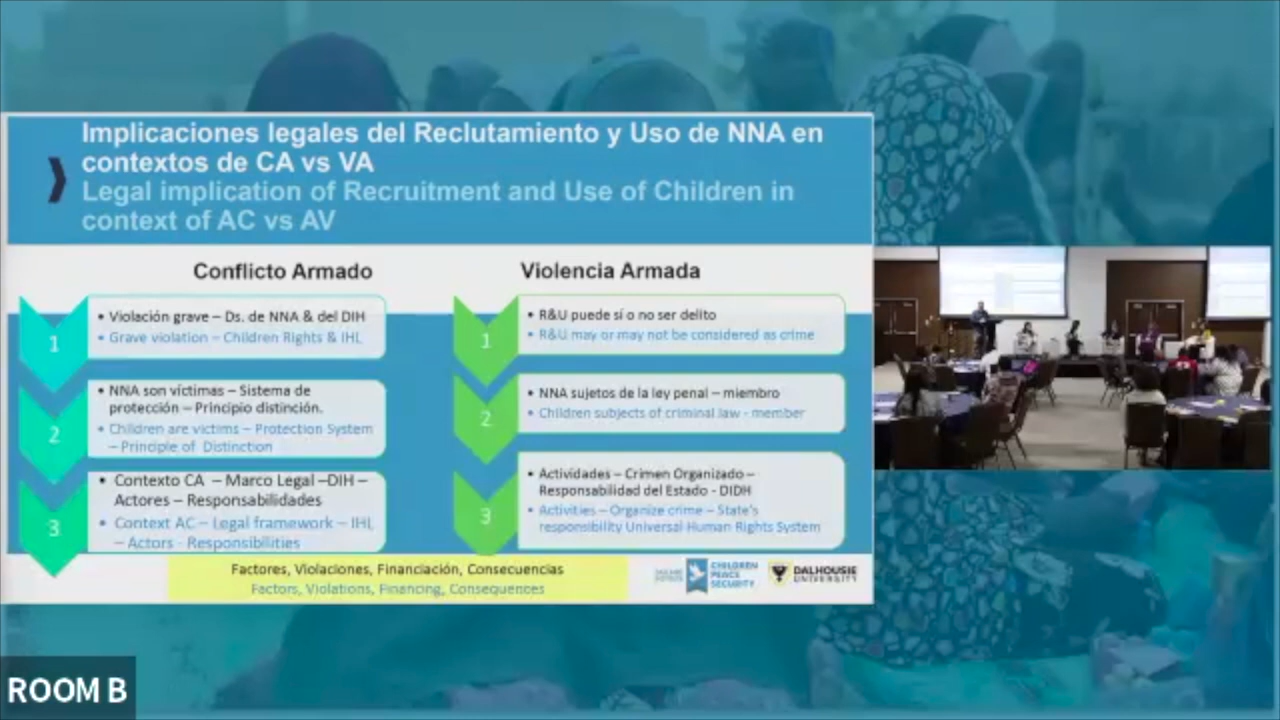 Implicaciones legales del Reclutamiento y Uso de NNA en
contextos de CA vs VA
Legal implication of Recruitment and Use of Children in
context of AC vs AV
Conflicto Armado
1
• Violación grave – Ds. de NNA & del DIH
• Grave violation – Children Rights & IHL
2
• NNA son víctimas – Sistema de
protección – Principio distinción.
• Children are victims – Protection System
– Principle of Distinction
3
• Contexto CA – Marco Legal –DIH –
Actores – Responsabilidades
• Context AC – Legal framework – IHL
– Actors - Responsibilities
Violencia Armada
1
• R&U puede sí o no ser delito
• R&U may or may not be considered as crime
2
• NNA sujetos de la ley penal – miembro
• Children subjects of criminal law - member
3
• Actividades – Crimen Organizado –
Responsabilidad del Estado - DIDH
• Activities – Organize crime – State's
responsibility Universal Human Rights System
Factores, Violaciones, Financiación, Consecuencias
Factors, Violations, Financing, Consequences
CHILDREN
PEACE
SECURITY
DALHOUSIE
UNIVERSITY
ROOM B